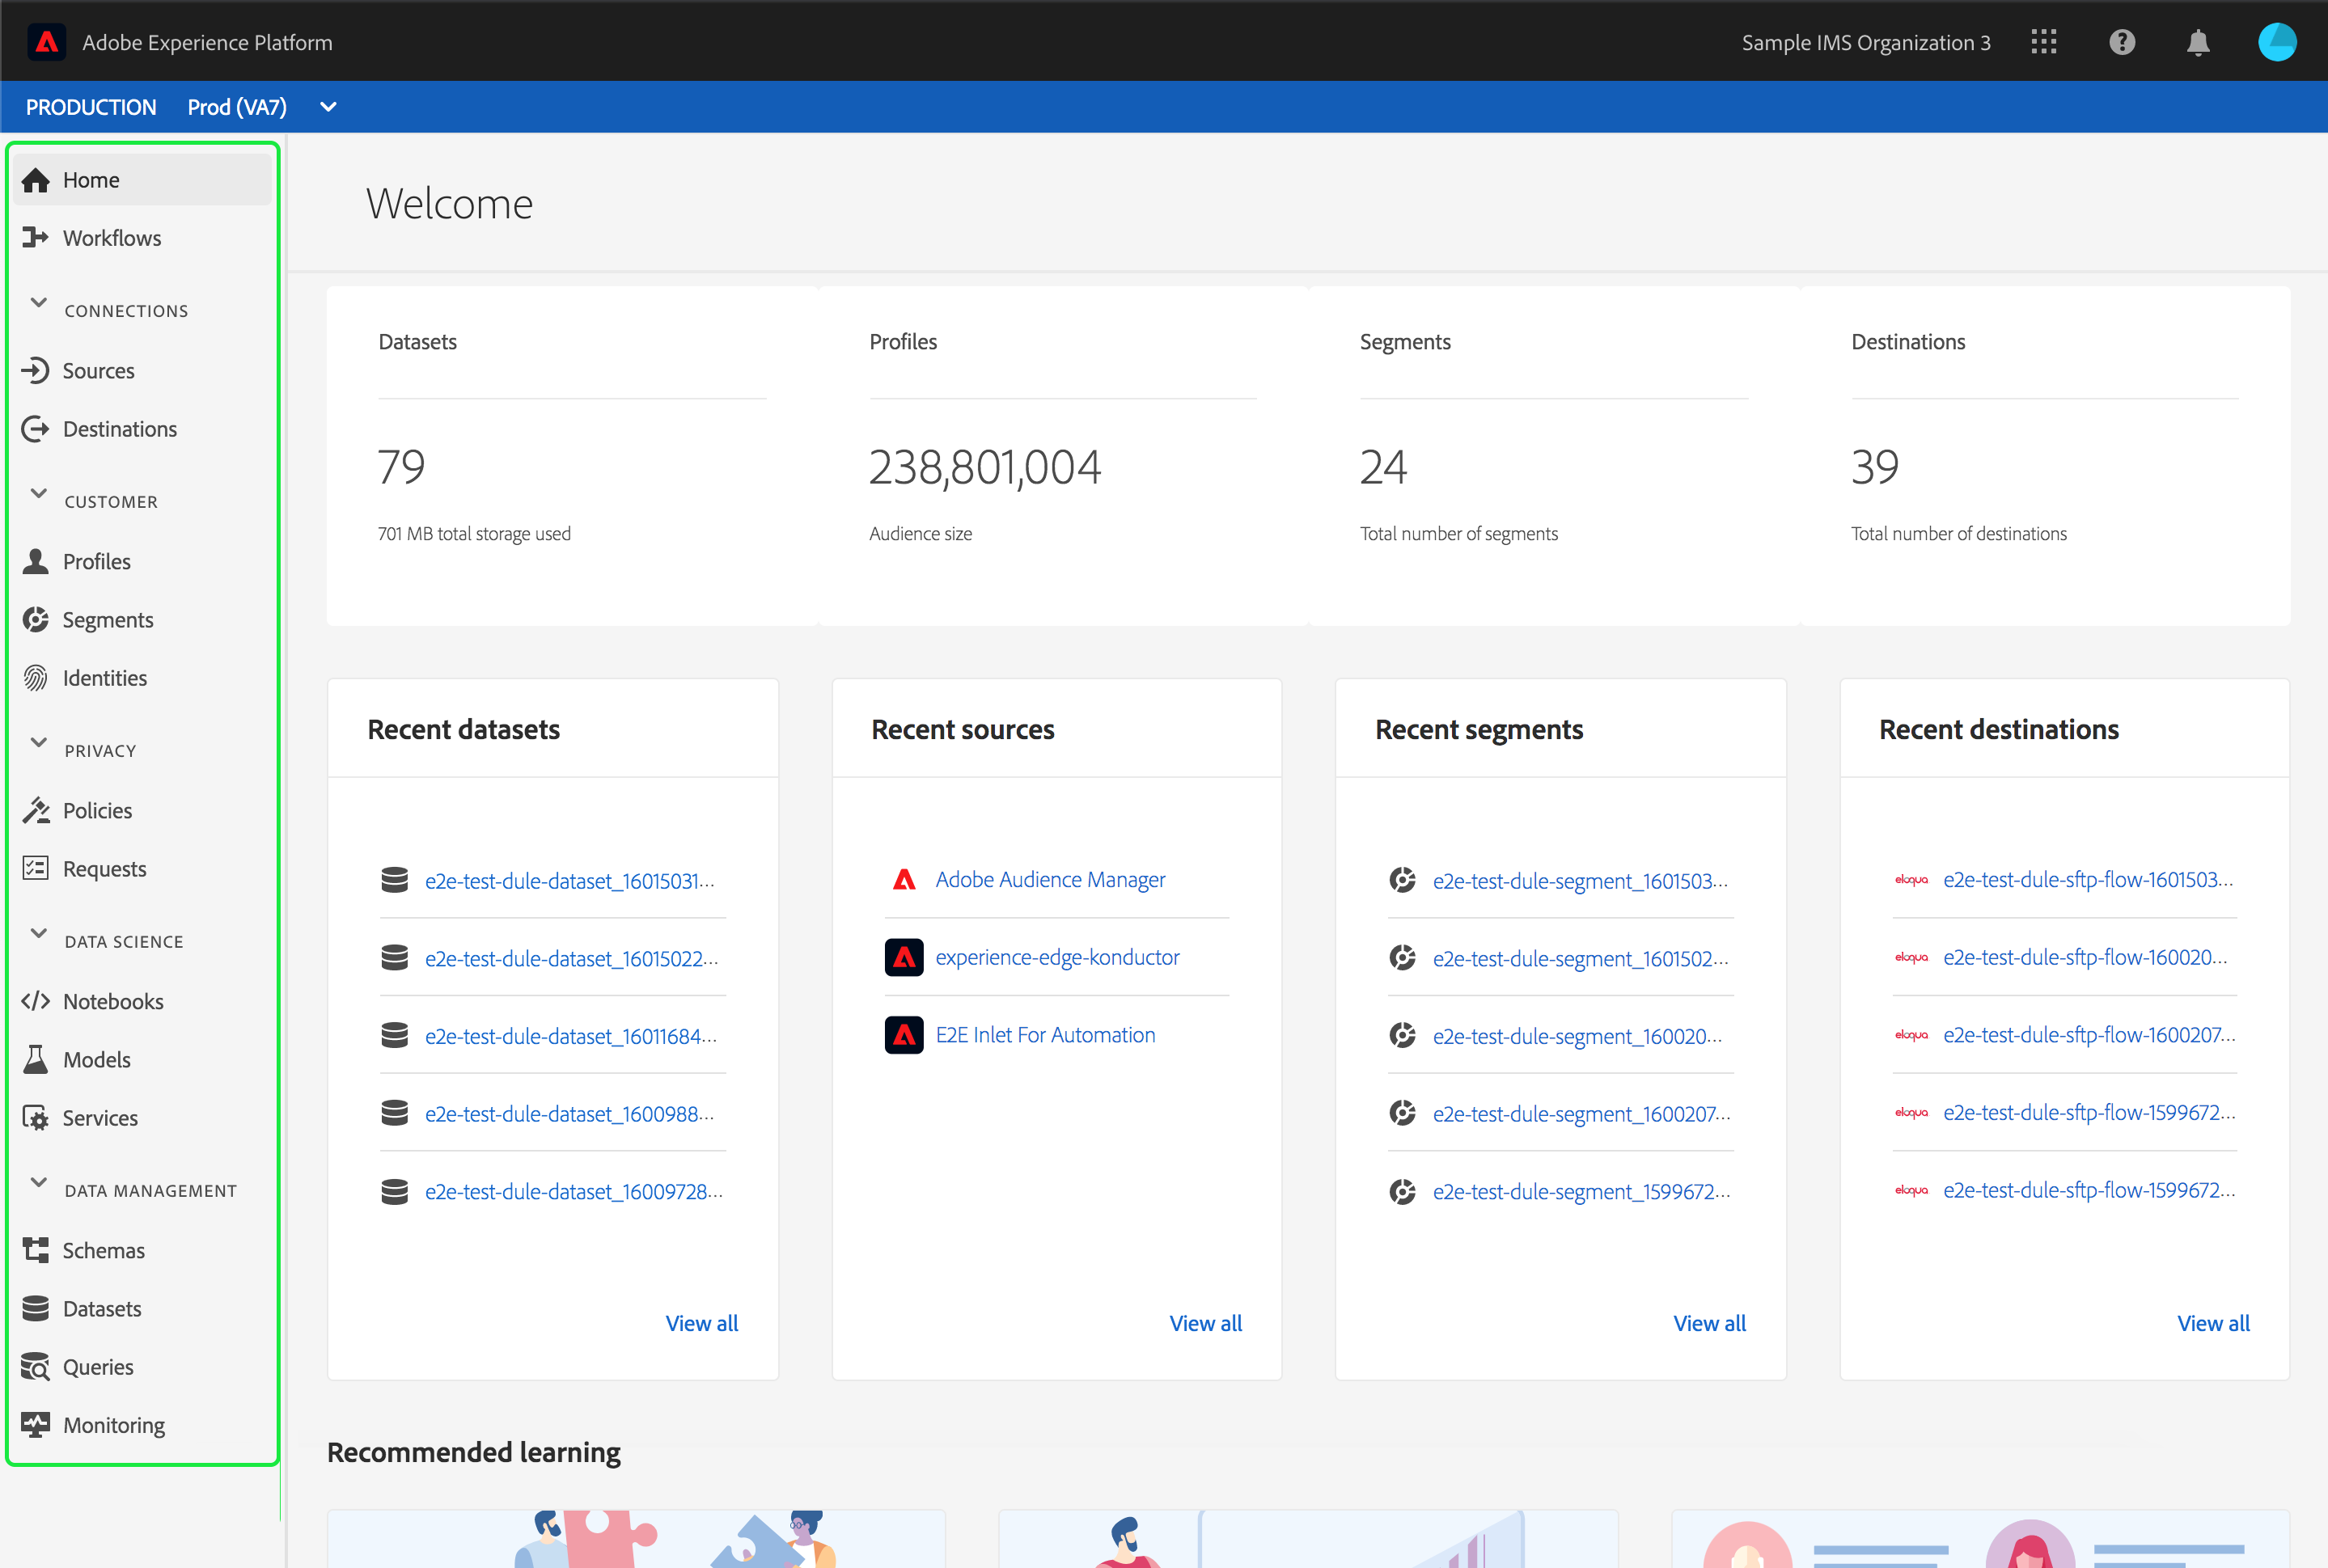 Adobe Experience Platform
Sample IMS Organization 3
PRODUCTION Prod (VA7)
Home
Workflows
CONNECTIONS
Sources
Destinations
CUSTOMER
Profiles
Segments
Identities
PRIVACY
Policies
Requests
DATA SCIENCE
Notebooks
Models
Services
DATA MANAGEMENT
Schemas
Datasets
Queries
Monitoring
Welcome
Datasets
79
701 MB total storage used
Profiles
238,801,004
Audience size
Segments
24
Total number of segments
Destinations
39
Total number of destinations
Recent datasets
e2e-test-dule-dataset_16015031...
e2e-test-dule-dataset_16015022...
e2e-test-dule-dataset_16011684...
e2e-test-dule-dataset_1600988...
e2e-test-dule-dataset_16009728...
View all
Recent sources
Adobe Audience Manager
experience-edge-konductor
E2E Inlet For Automation
View all
Recent segments
e2e-test-dule-segment_1601503...
e2e-test-dule-segment_1601502...
e2e-test-dule-segment_160020...
e2e-test-dule-segment_1600207...
e2e-test-dule-segment_1599672...
View all
Recent destinations
eloqua e2e-test-dule-sftp-flow-1601503...
eloqua e2e-test-dule-sftp-flow-160020...
eloqua e2e-test-dule-sftp-flow-1600207...
eloqua e2e-test-dule-sftp-flow-1599672...
eloqua e2e-test-dule-sftp-flow-1599672...
View all
Recommended learning